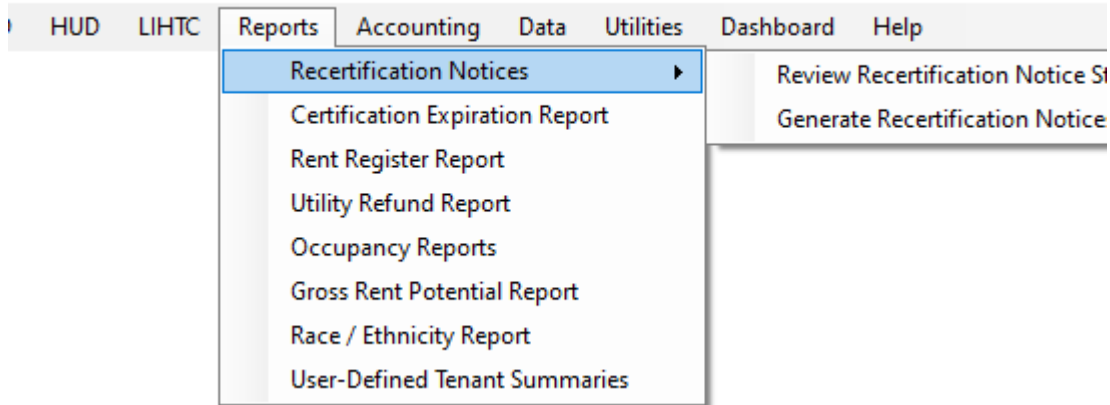 HUD LIHTC Reports Accounting Data Utilities Dashboard Help
Recertification Notices
Review Recertification Notice
Certification Expiration Report
Generate Recertification Notices
Rent Register Report
Utility Refund Report
Occupancy Reports
Gross Rent Potential Report
Race / Ethnicity Report
User-Defined Tenant Summaries